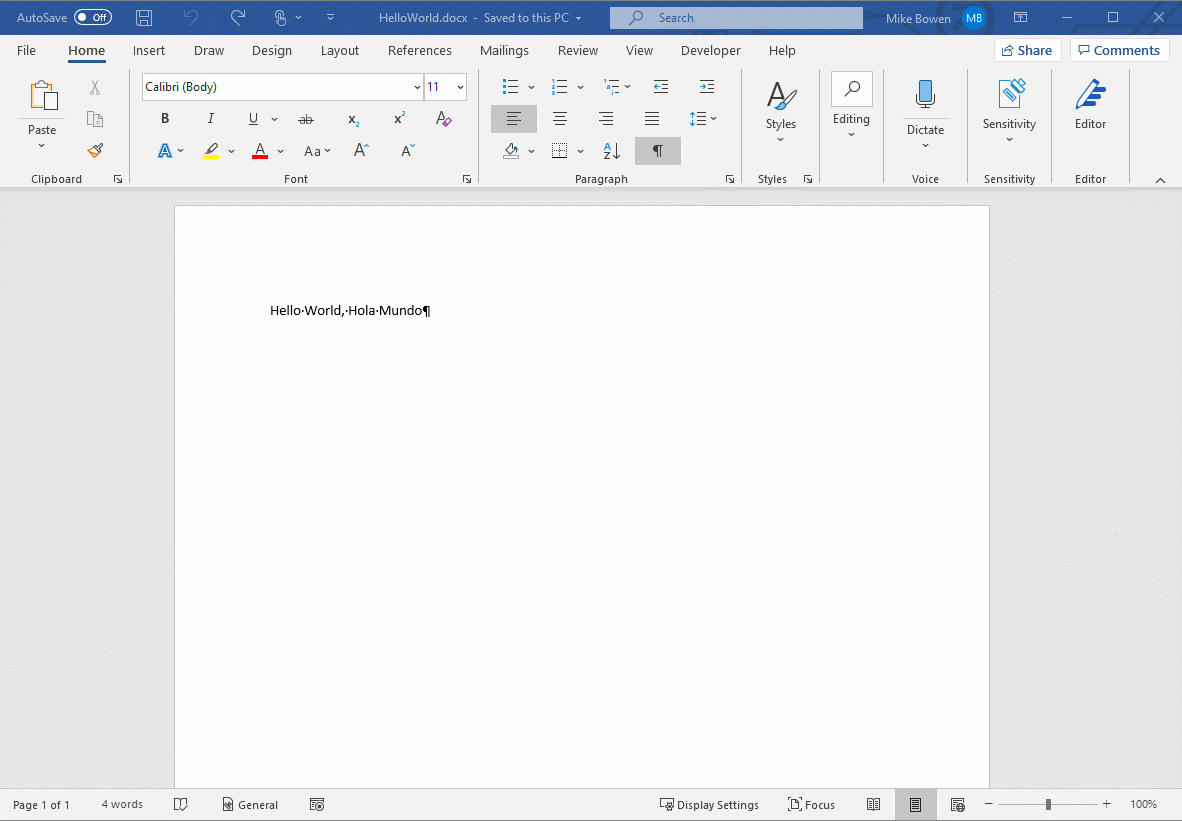 AutoSave Off HelloWorld.docx - Saved to this PC Search Mike Bowen MB
File Home Insert Draw Design Layout References Mailings Review View Developer Help Share Comments
Calibri (Body) 11
Paste B I U ab x₂ x² A Styles Editing Dictate Sensitivity Editor
A A Aa A A A Z ¶
Clipboard Font Paragraph Styles Voice Sensitivity Editor
Hello·World,·Hola·Mundo¶
Page 1 of 1 4 words General Display Settings Focus − + 100%